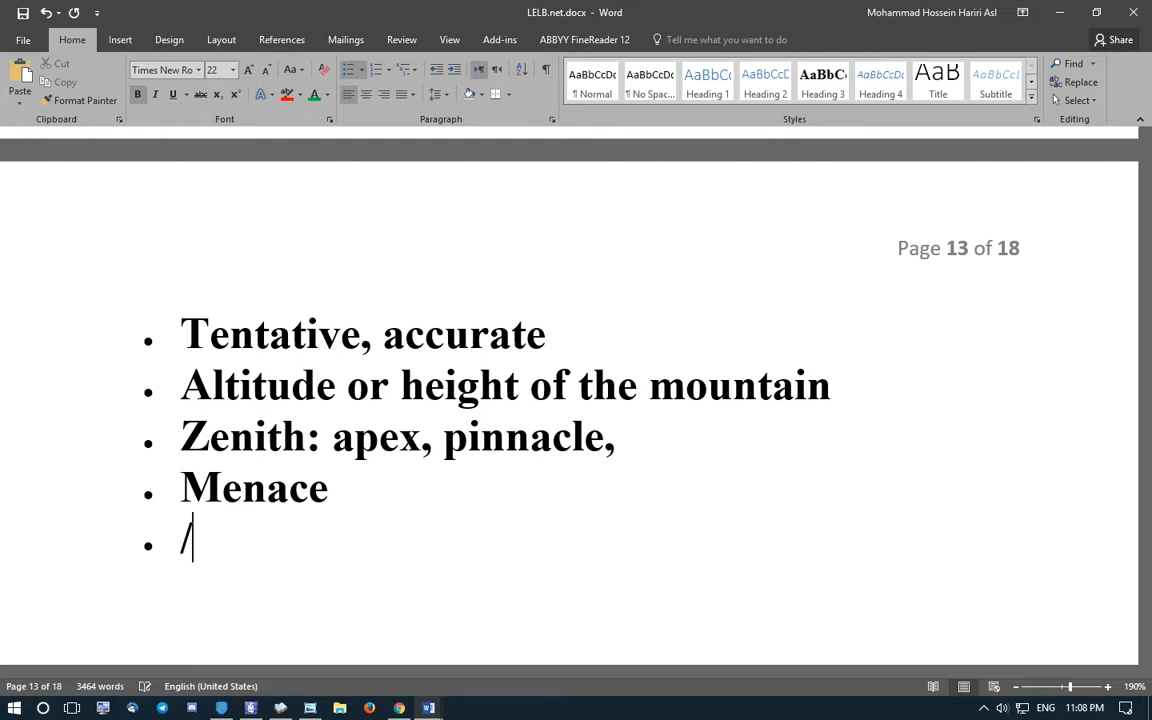 LELB.net.docx - Word
Mohammad Hossein Hariri Asl
File Home Insert Design Layout References Mailings Review View Add-ins ABBYY FineReader 12 Tell me what you want to do Share
Paste
Cut
Copy
Format Painter
Clipboard
Times New Ro 22
Font
Paragraph
AaBbCcDc AaBbCcDc AaBbCc AaBbCcD AaBbC AaBbCcDc AaB AaBbCcD
¶ Normal ¶ No Spac... Heading 1 Heading 2 Heading 3 Heading 4 Title Subtitle
Styles
Find
Replace
Select
Editing
Page 13 of 18
• Tentative, accurate
• Altitude or height of the mountain
• Zenith: apex, pinnacle,
• Menace
• /
Page 13 of 18 3464 words English (United States) 190%
ENG 11:08 PM